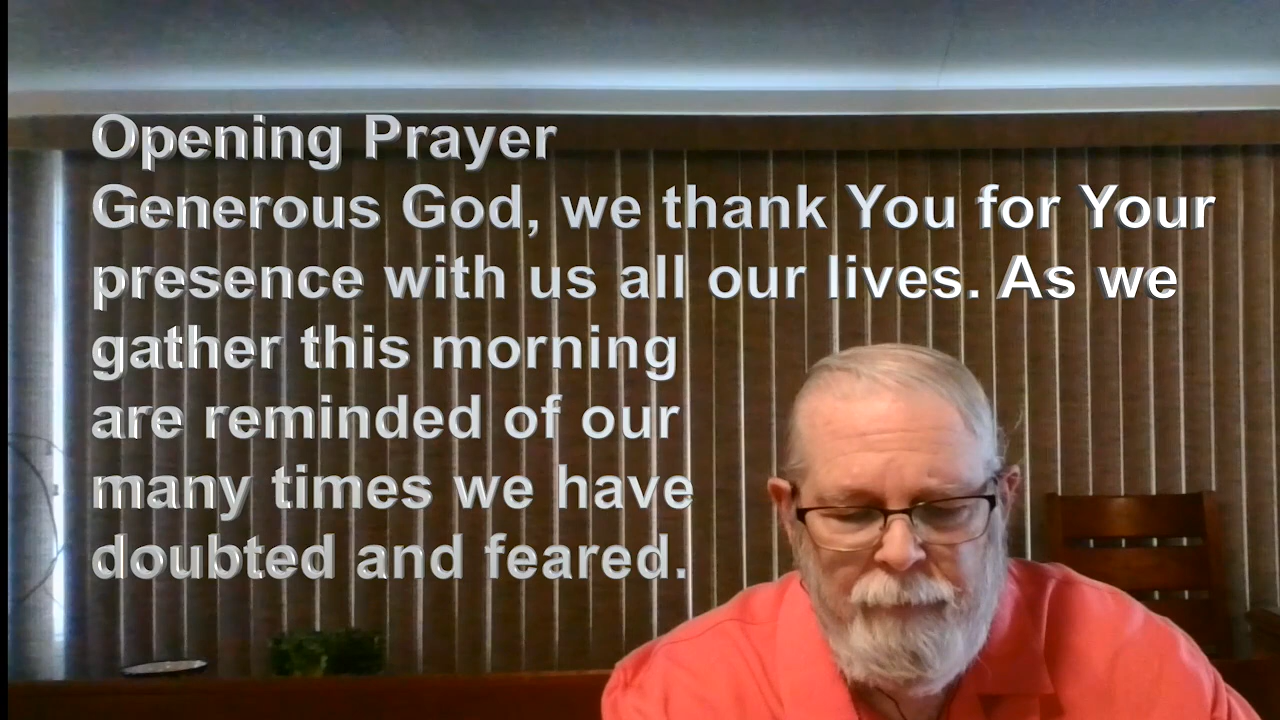 Opening Prayer
Generous God, we thank You for Your
presence with us all our lives. As we
gather this morning
are reminded of our
many times we have
doubted and feared.